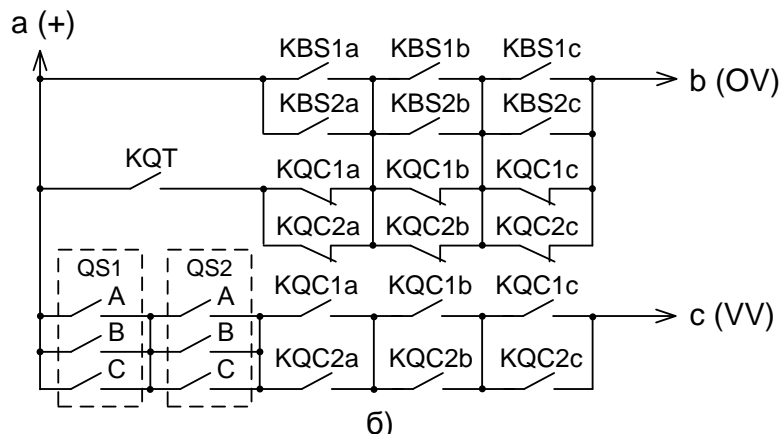 a (+)
KBS1a KBS1b KBS1c
b (OV)
KBS2a KBS2b KBS2c
KQT KQC1a KQC1b KQC1c
KQC2a KQC2b KQC2c
QS1 QS2
KQC1a KQC1b KQC1c
A A
c (VV)
B B
KQC2a KQC2b KQC2c
C C
б)